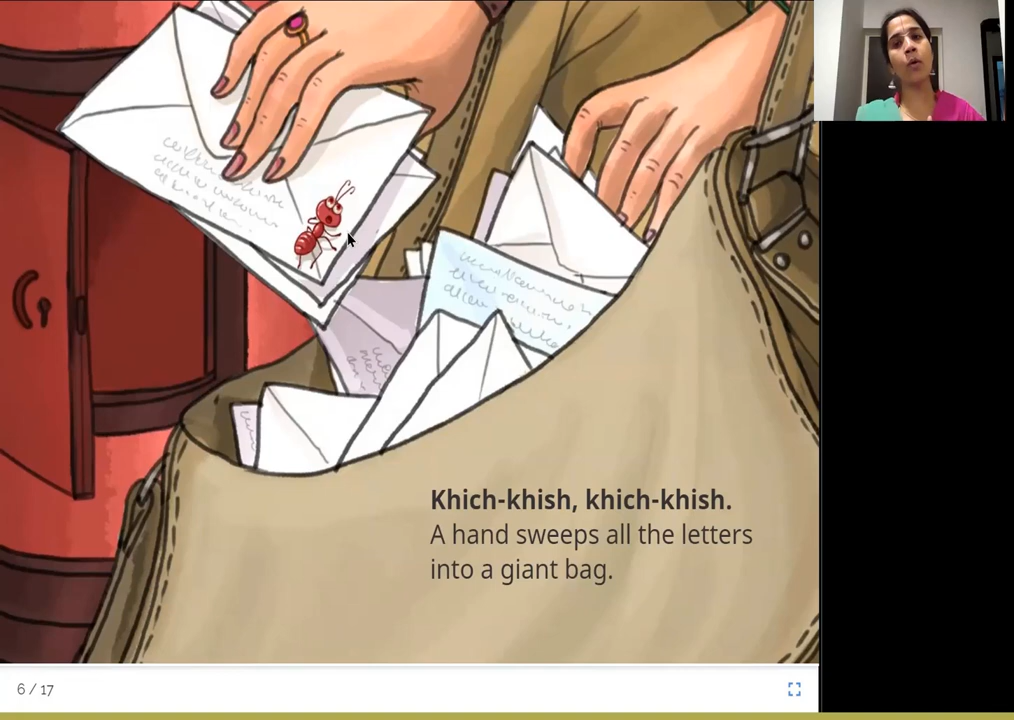 Khich-khish, khich-khish.
A hand sweeps all the letters
into a giant bag.
6 / 17